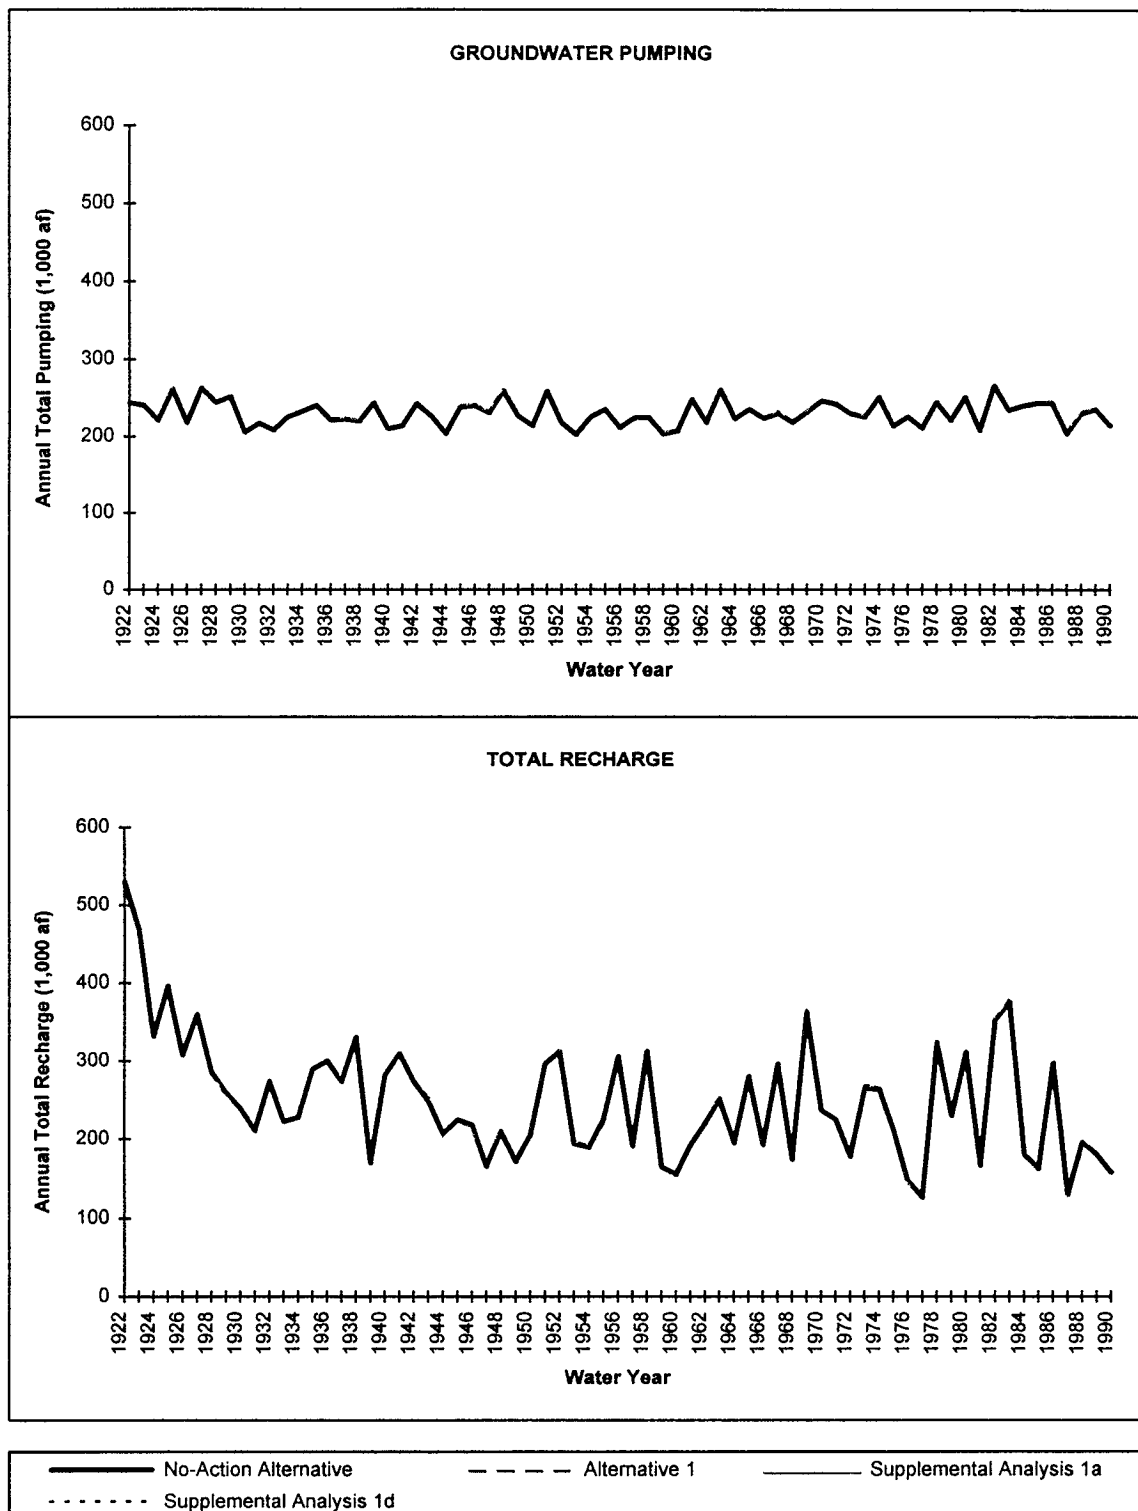 GROUNDWATER PUMPING
600
500
400
300
200
100
0
Annual Total Pumping (1,000 af)
1922 1924 1926 1928 1930 1932 1934 1936 1938 1940 1942 1944 1946 1948 1950 1952 1954 1956 1958 1960 1962 1964 1966 1968 1970 1972 1974 1976 1978 1980 1982 1984 1986 1988 1990
Water Year
TOTAL RECHARGE
600
500
400
300
200
100
0
Annual Total Recharge (1,000 af)
1922 1924 1926 1928 1930 1932 1934 1936 1938 1940 1942 1944 1946 1948 1950 1952 1954 1956 1958 1960 1962 1964 1966 1968 1970 1972 1974 1976 1978 1980 1982 1984 1986 1988 1990
Water Year
No-Action Alternative Alternative 1 Supplemental Analysis 1a
Supplemental Analysis 1d